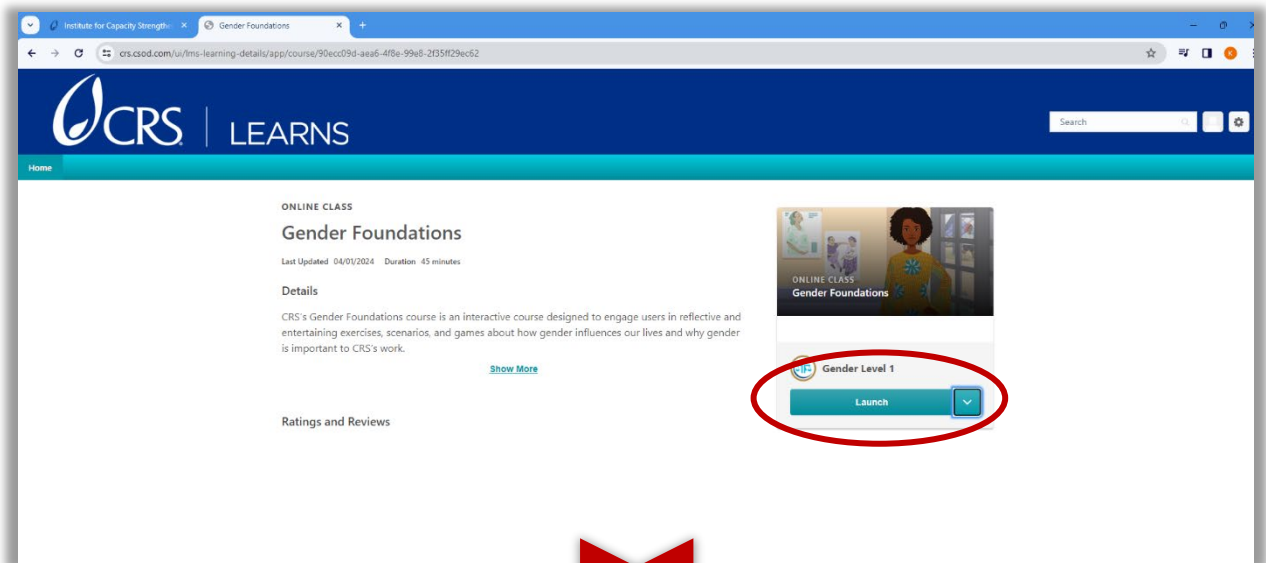 Institute for Capacity Strengthe
Gender Foundations
crs.csod.com/ui/lms-learning-details/app/course/90ecc09d-aea6-4f8e-99e8-2f35ff29ec62
K
CRS | LEARNS
Search
Home
ONLINE CLASS
Gender Foundations
Last Updated 04/01/2024 Duration 45 minutes
Details
CRS's Gender Foundations course is an interactive course designed to engage users in reflective and
entertaining exercises, scenarios, and games about how gender influences our lives and why gender
is important to CRS's work.
Show More
Ratings and Reviews
ONLINE CLASS
Gender Foundations
Gender Level 1
Launch